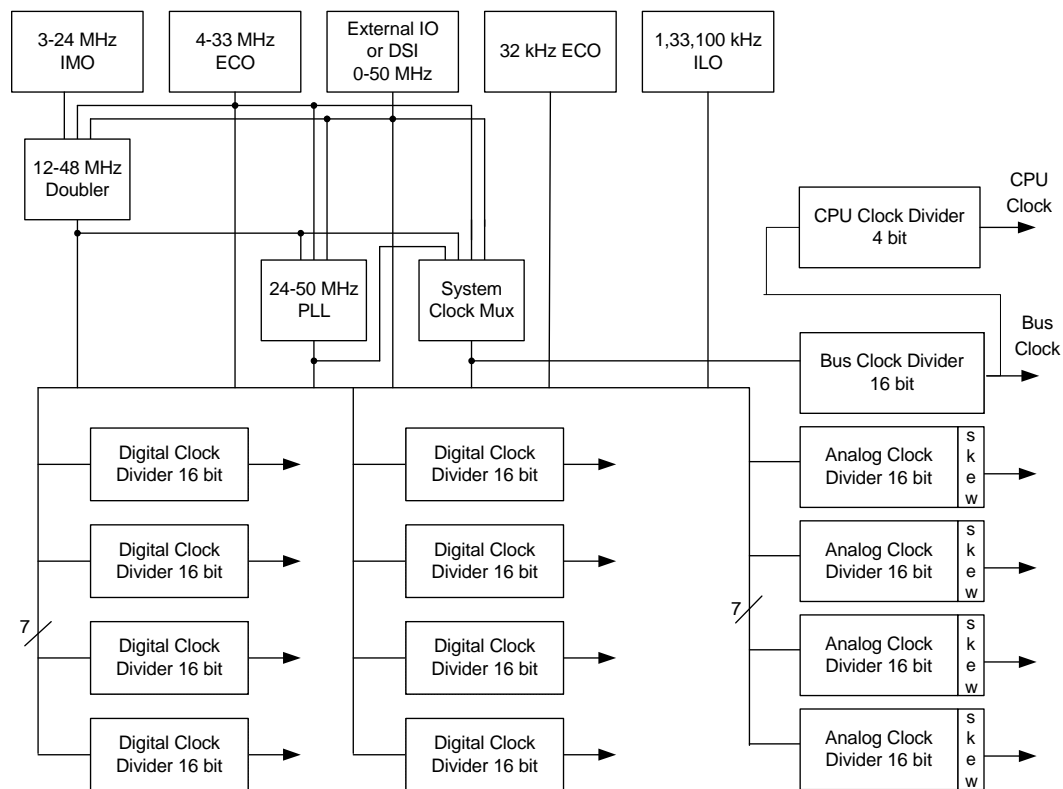 3-24 MHz
IMO
4-33 MHz
ECO
External IO
or DSI
0-50 MHz
32 kHz ECO
1,33,100 kHz
ILO
12-48 MHz
Doubler
24-50 MHz
PLL
System
Clock Mux
CPU Clock Divider
4 bit
CPU
Clock
Bus Clock Divider
16 bit
Bus
Clock
Digital Clock
Divider 16 bit
Digital Clock
Divider 16 bit
Analog Clock
Divider 16 bit
skew
Digital Clock
Divider 16 bit
Digital Clock
Divider 16 bit
Analog Clock
Divider 16 bit
skew
7
7
Digital Clock
Divider 16 bit
Digital Clock
Divider 16 bit
Analog Clock
Divider 16 bit
skew
Digital Clock
Divider 16 bit
Digital Clock
Divider 16 bit
Analog Clock
Divider 16 bit
skew